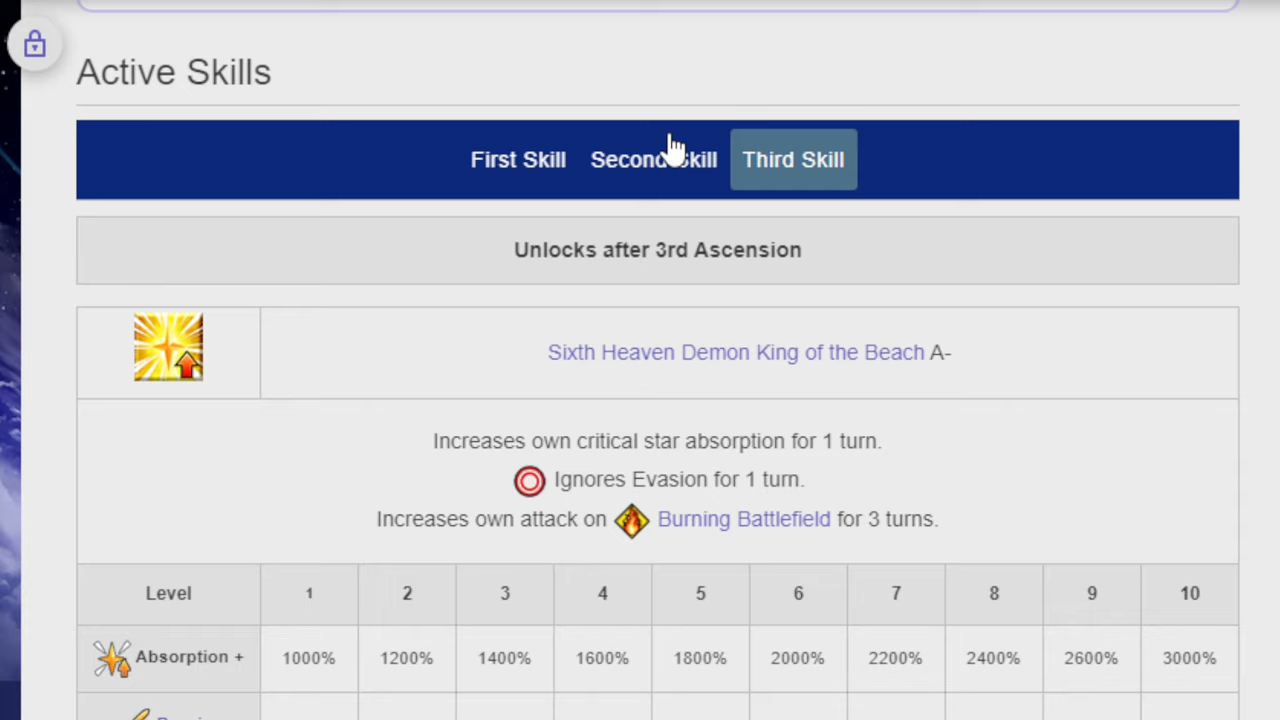 Active Skills
First Skill Second Skill Third Skill
Unlocks after 3rd Ascension
Sixth Heaven Demon King of the Beach A-
Increases own critical star absorption for 1 turn.
Ignores Evasion for 1 turn.
Increases own attack on Burning Battlefield for 3 turns.
Level 1 2 3 4 5 6 7 8 9 10
Absorption + 1000% 1200% 1400% 1600% 1800% 2000% 2200% 2400% 2600% 3000%